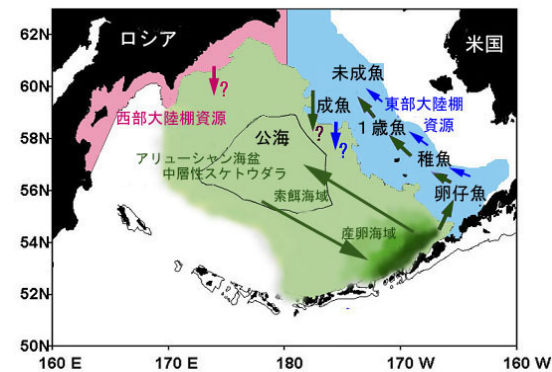 62N
60N
58N
56N
54N
52N
50N
160 E
170 E
180
170 W
160 W
ロシア
米国
未成魚
?
成魚
東部大陸棚
資源
西部大陸棚資源
1歳魚
?
?
公海
稚魚
アリューシャン海盆
中層性スケトウダラ
卵仔魚
索餌海域
産卵海域